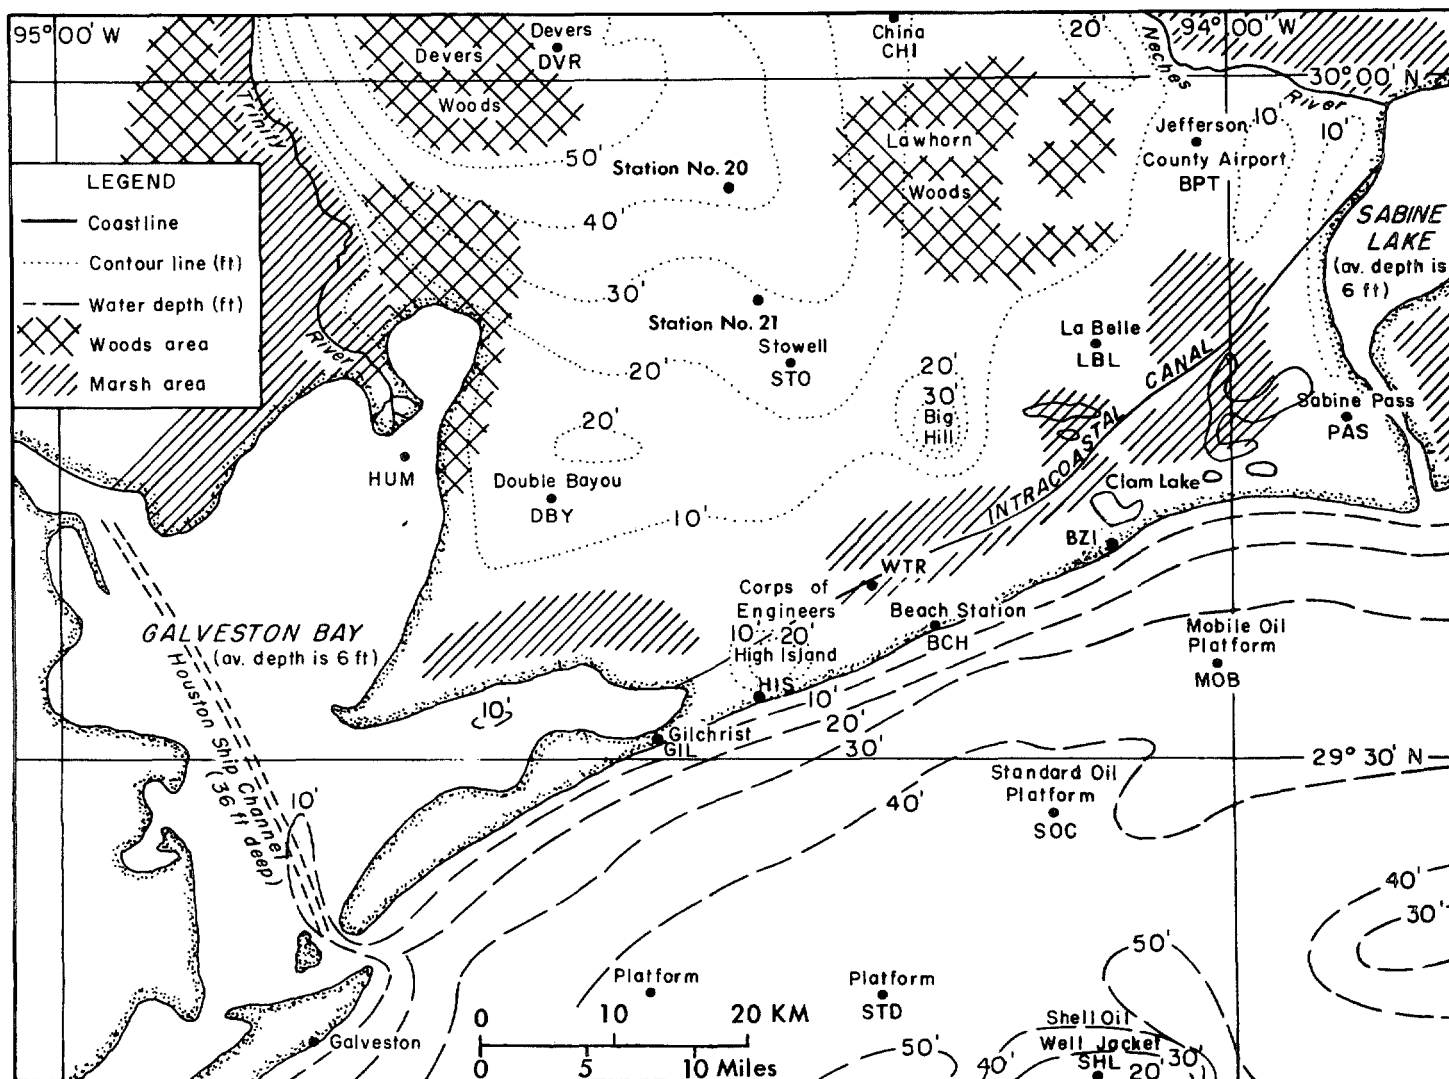 95°00' W
Devers
DVR
China
CHI
20'
94°00' W
30°00' N
Devers
Woods
Neches
River
Trinity
River
Lawhorn
Woods
Jefferson
County Airport
BPT
10'
10'
50'
Station No. 20
40'
SABINE
LAKE
(av. depth is
6 ft)
LEGEND
Coastline
Contour line (ft)
Water depth (ft)
Woods area
Marsh area
30'
Station No. 21
Stowell
STO
20'
La Belle
LBL
20'
30'
Big
Hill
INTRACOASTAL CANAL
Sabine Pass
PAS
20'
HUM
Double Bayou
DBY
10'
Clam Lake
BZI
WTR
Corps of
Engineers
10' 20'
High Island
HIS
Beach Station
BCH
GALVESTON BAY
(av. depth is 6 ft)
Houston Ship Channel
(36 ft deep)
10'
10'
Mobile Oil
Platform
MOB
Gilchrist
GIL
10'
20'
30'
40'
29°30' N
Standard Oil
Platform
SOC
40'
30'
50'
Platform
Platform
STD
Galveston
0 10 20 KM
0 5 10 Miles
50'
40'
Shell Oil
Well Jacket
SHL
30'
20'